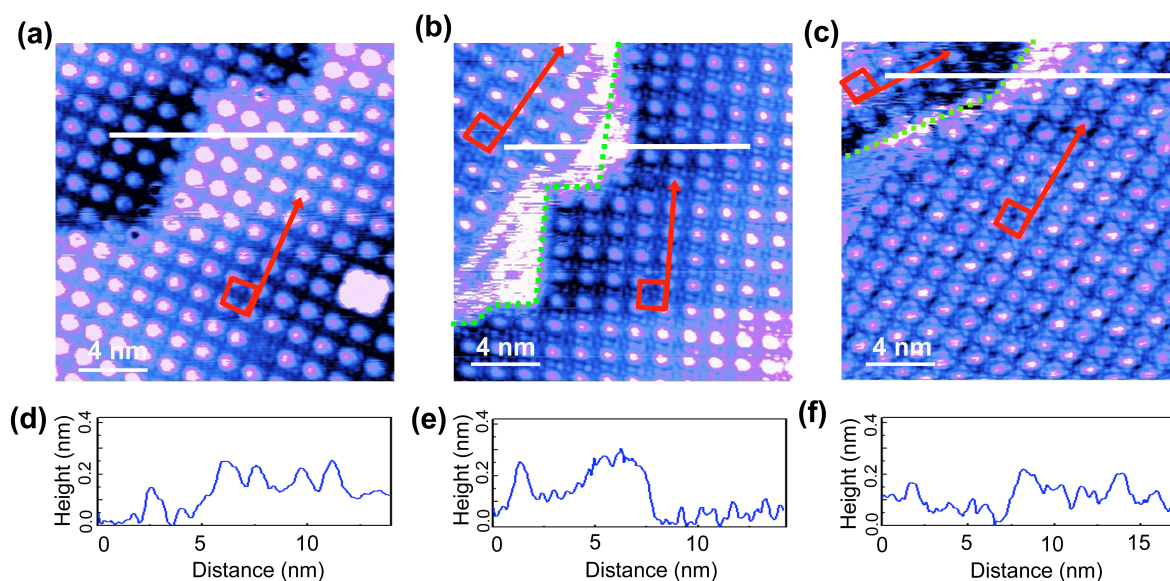 (a)
(b)
(c)
4 nm
4 nm
4 nm
(d)
(e)
(f)
Height (nm)
0.4
0.2
0.0
0
5
10
Distance (nm)
Height (nm)
0.4
0.2
0.0
0
5
10
Distance (nm)
Height (nm)
0.4
0.2
0.0
0
5
10
15
Distance (nm)